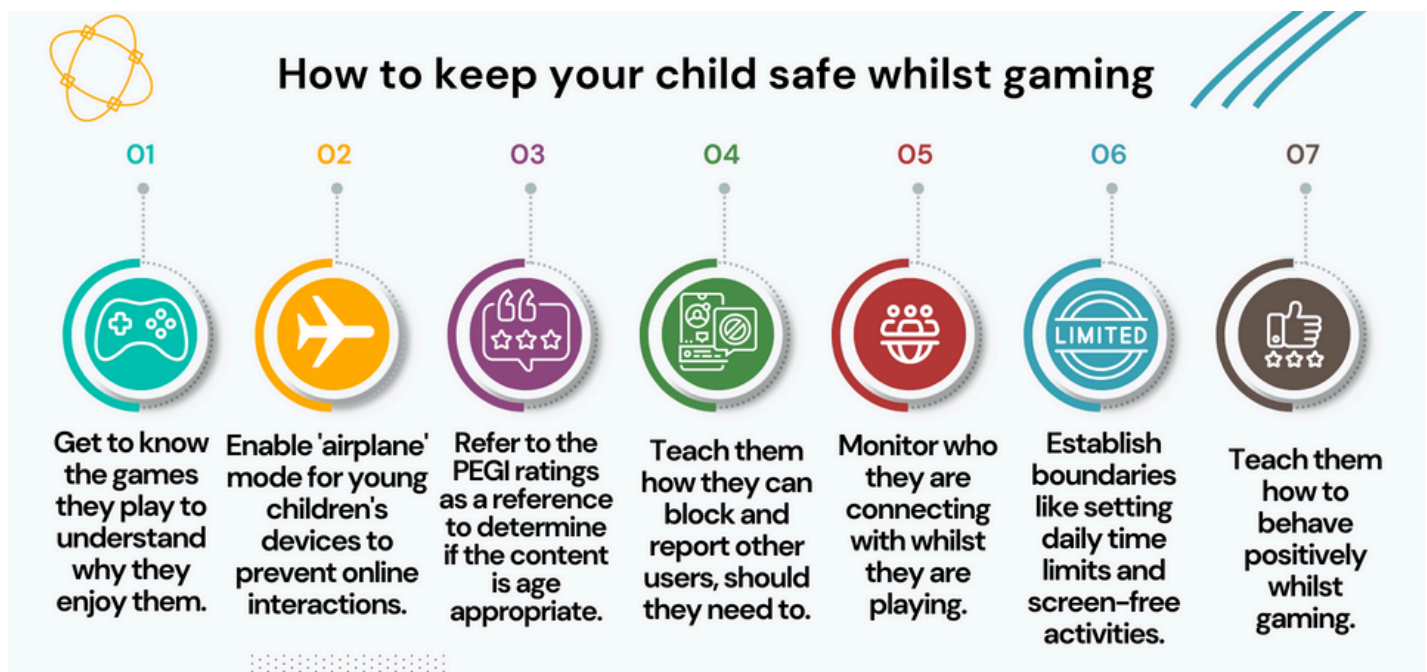 How to keep your child safe whilst gaming
01
02
03
04
05
06
07
LIMITED
Get to know
the games
they play to
understand
why they
enjoy them.
Enable 'airplane'
mode for young
children's
devices to
prevent online
interactions.
Refer to the
PEGI ratings
as a reference
to determine
if the content
is age
appropriate.
Teach them
how they can
block and
report other
users, should
they need to.
Monitor who
they are
connecting
with whilst
they are
playing.
Establish
boundaries
like setting
daily time
limits and
screen-free
activities.
Teach them
how to
behave
positively
whilst
gaming.